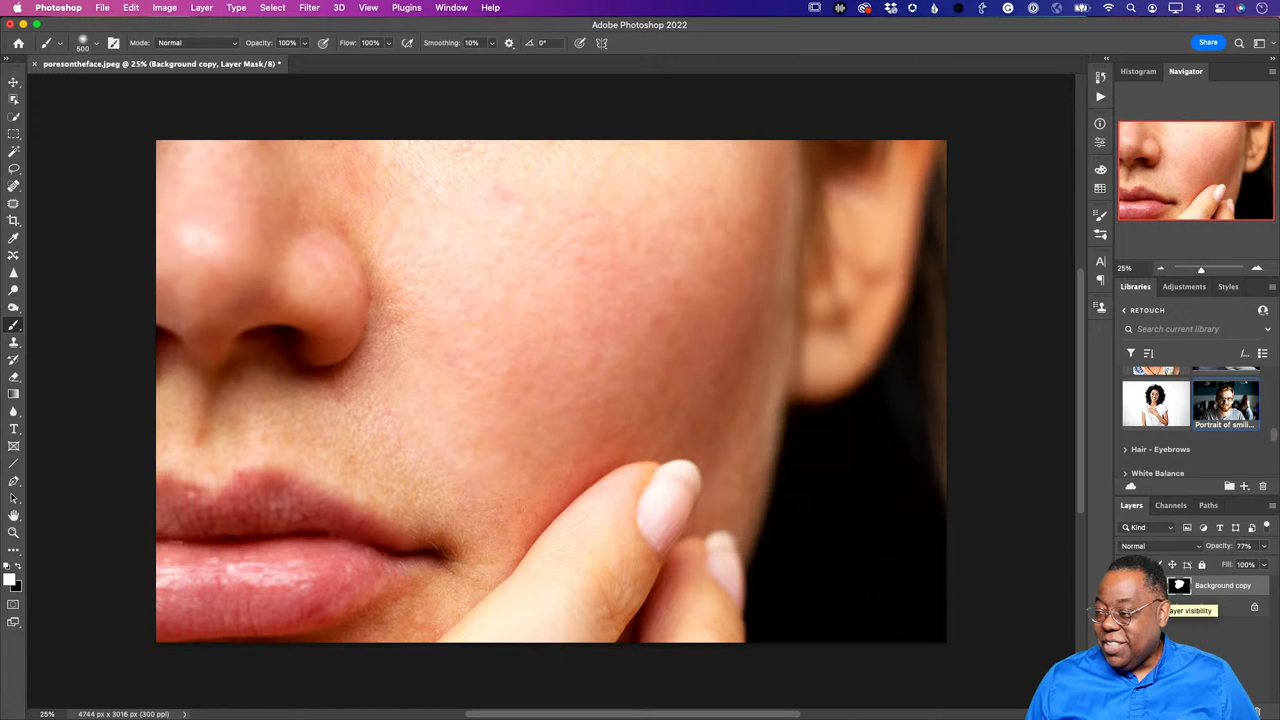 Photoshop File Edit Image Layer Select Filter 3D View Plugins Window Help
Adobe Photoshop 2022
500 Mode: Normal Opacity: 100% Flow: 100% Smoothing: 10% 0° Share
poresontheface.jpeg @ 25% (Background copy, Layer Mask/8) *
Histogram Navigator
25%
Libraries Adjustments Styles
RETOUCH
Search current library
Portrait of smili...
Hair - Eyebrows
White Balance
Layers Channels Paths
Kind
Normal Opacity: 77%
Fill: 100%
Background copy
ayer visibility
25% 4744 px x 3016 px (300 ppi)